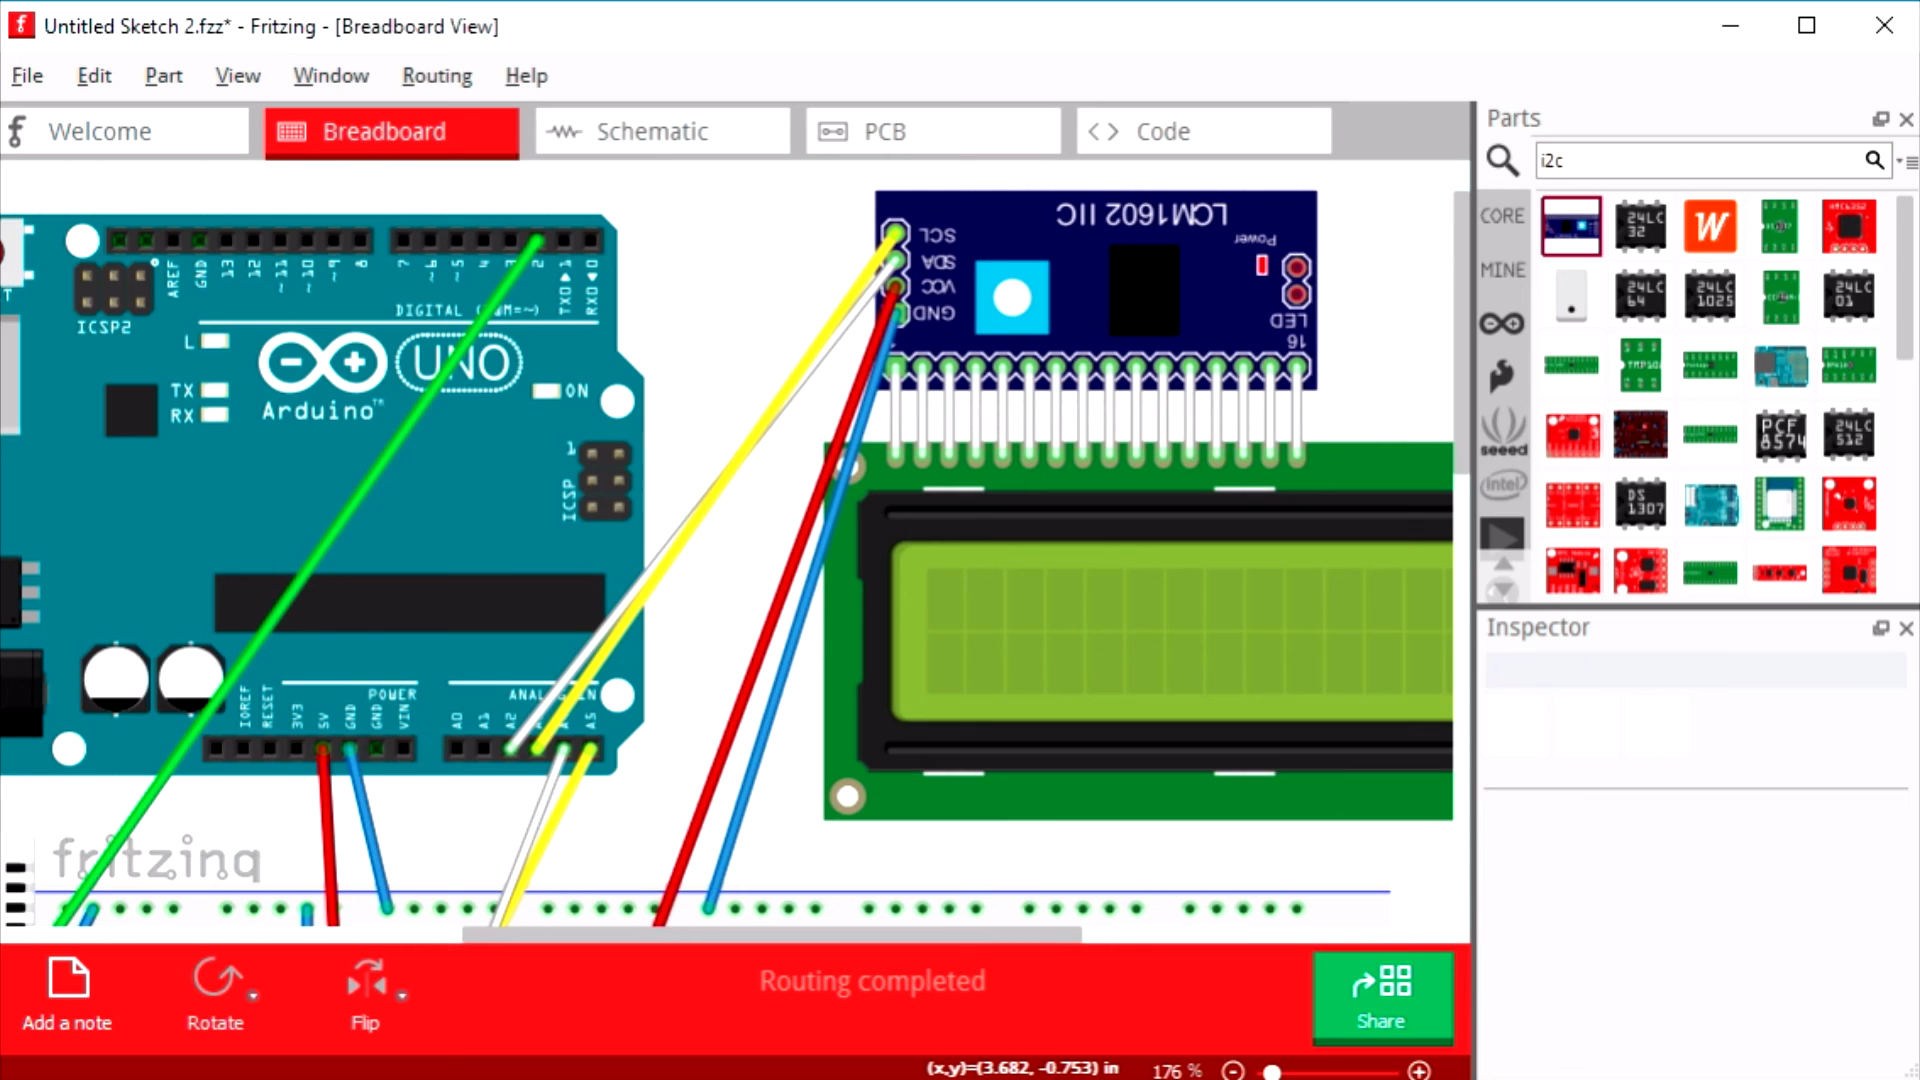 Untitled Sketch 2.fzz* - Fritzing - [Breadboard View]
File Edit Part View Window Routing Help
Welcome Breadboard Schematic PCB Code
Parts
i2c
CORE
MINE
seeed
intel
24LC 32
W
24LC 64
24LC 1025
24LC 01
TMP102
PCF 8574
24LC 512
DS 1307
Inspector
LCM1602 IIC
SCL
SDA
VCC
GND
Power
LED
16
AREF
GND
13
12
~11
~10
~9
8
7
~6
~5
4
3
2
TX0▶1
RX0◀0
DIGITAL (PWM=~)
ICSP2
L
TX
RX
UNO
Arduino™
ON
1
ICSP
IOREF
RESET
3V3
5V
GND
GND
VIN
POWER
A0
A1
A2
A5
fritzing
Add a note
Rotate
Flip
Routing completed
Share
(x,y)=(3.682, -0.753) in
176 %